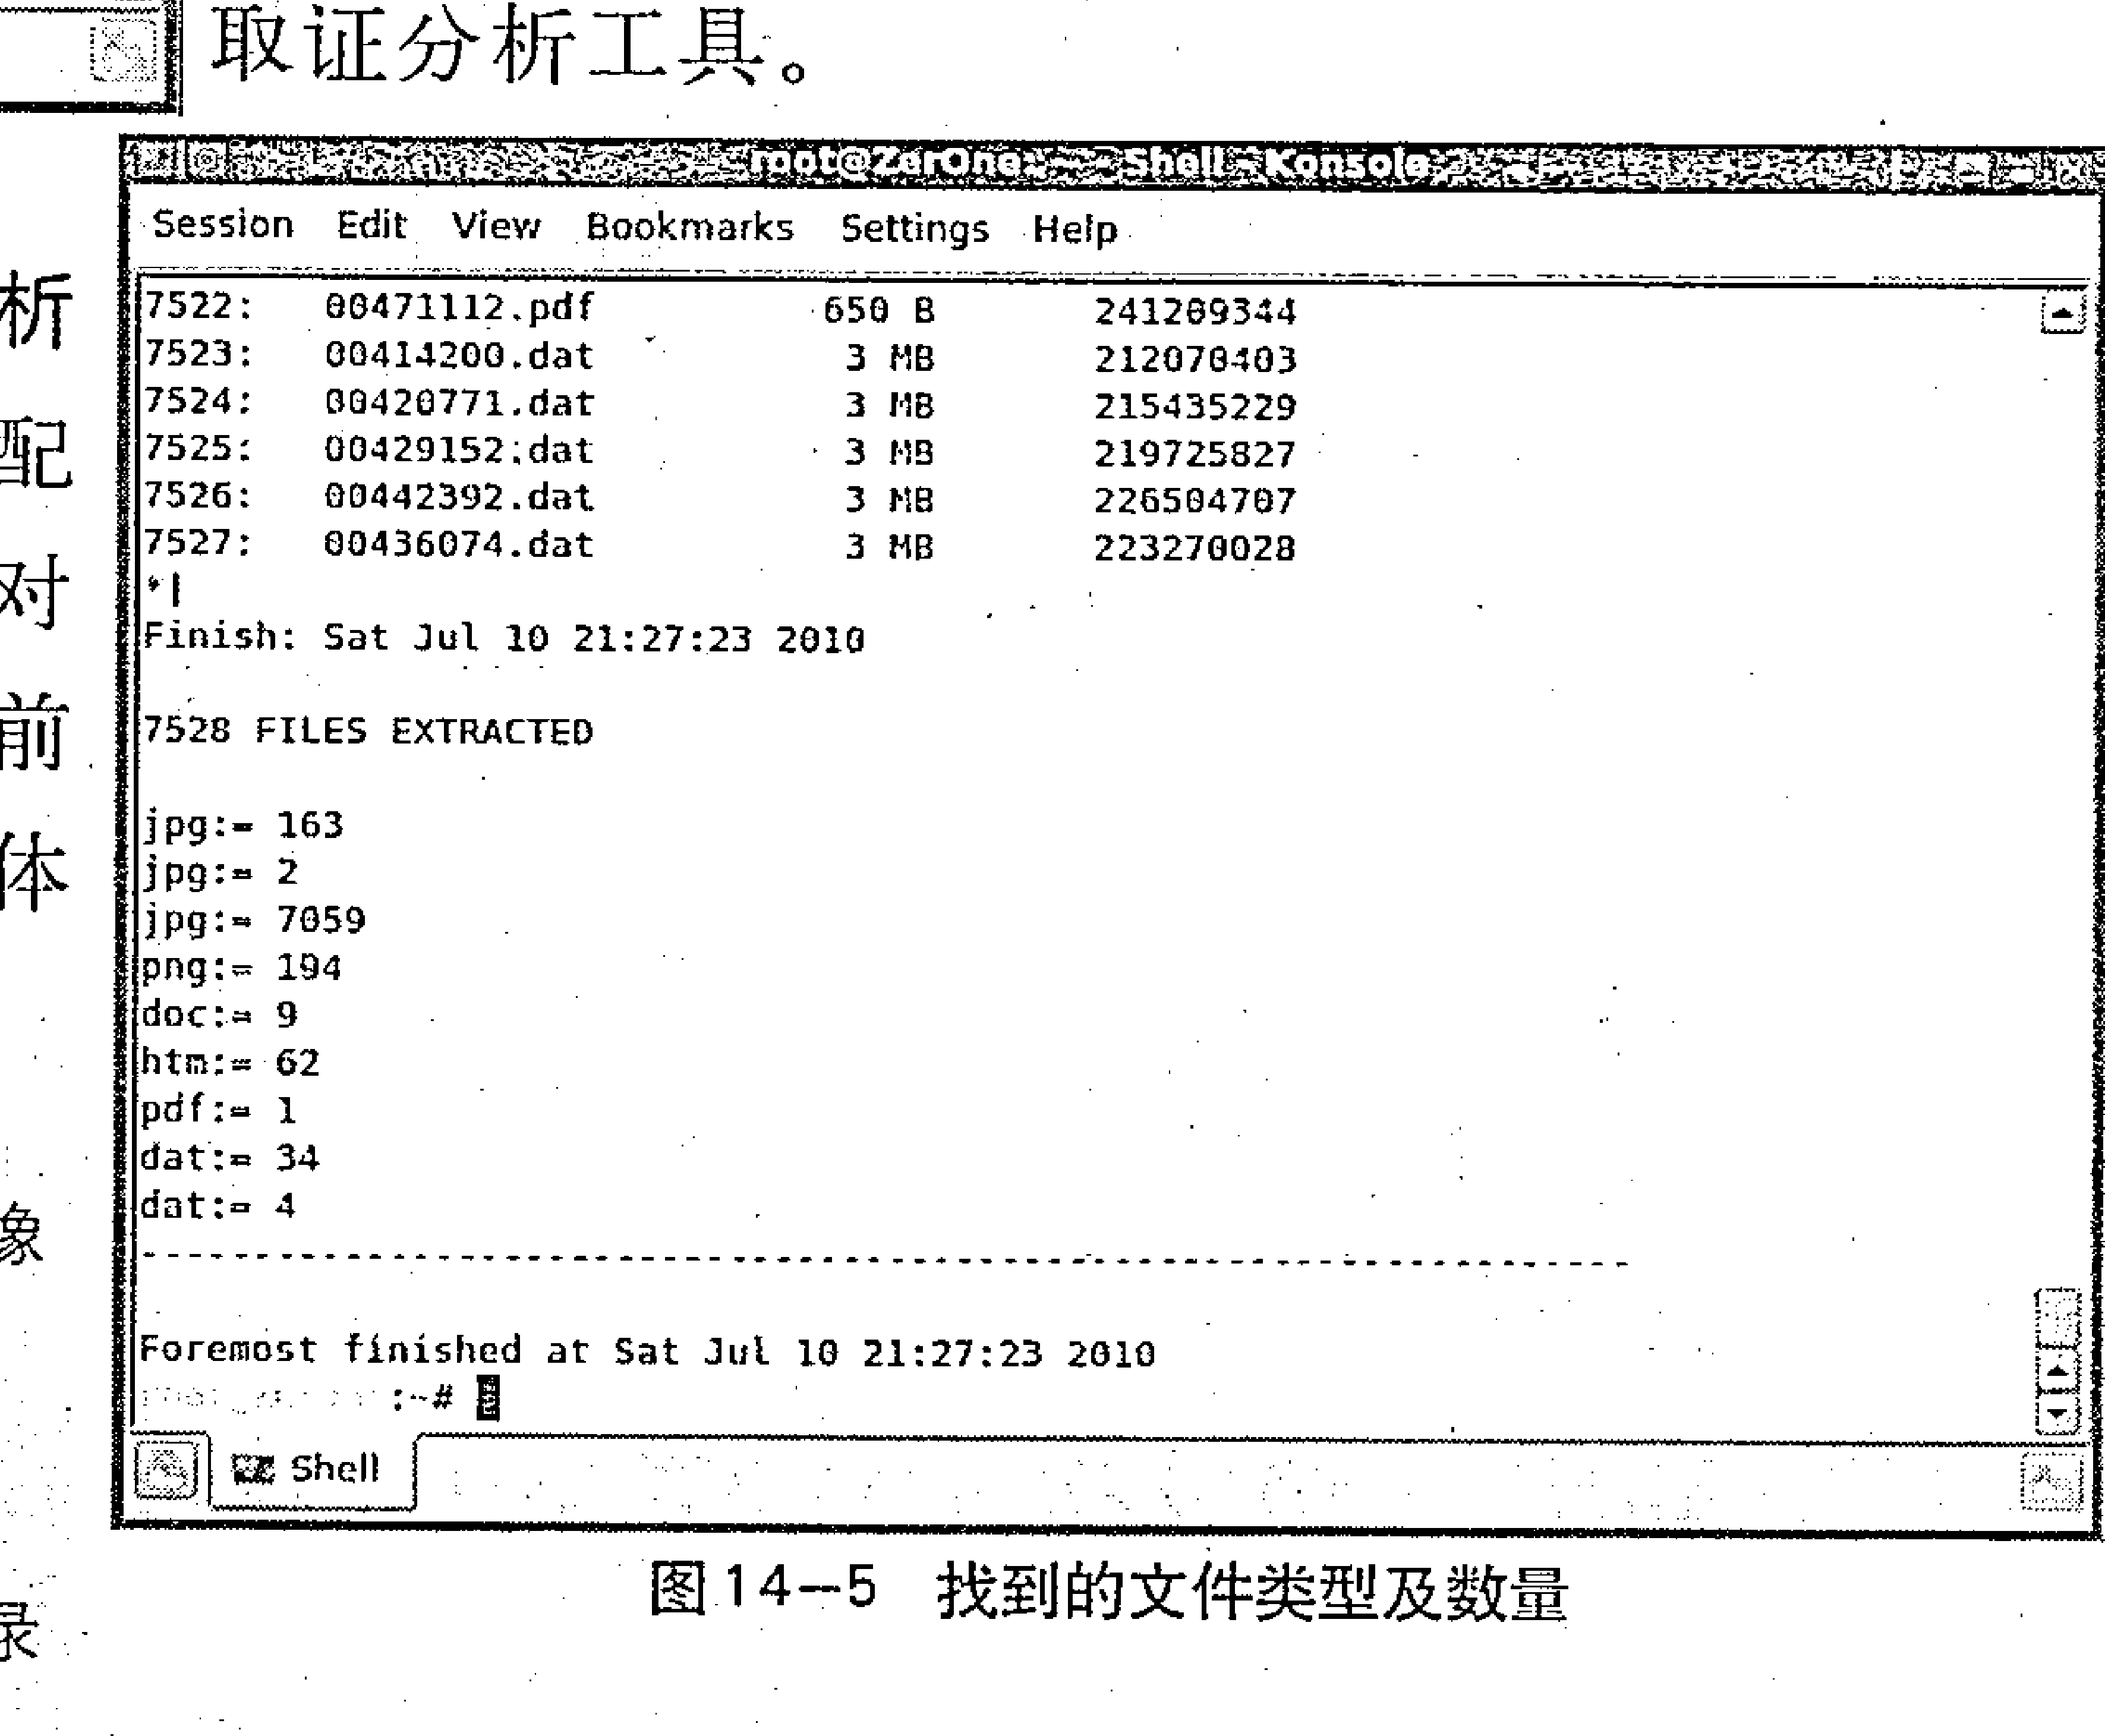 取证分析工具。
root@ZerOne: ~ - Shell - Konsole
Session Edit View Bookmarks Settings Help
7522: 00471112.pdf 650 B 241209344
7523: 00414200.dat 3 MB 212070403
7524: 00420771.dat 3 MB 215435229
7525: 00429152.dat 3 MB 219725827
7526: 00442392.dat 3 MB 226504707
7527: 00436074.dat 3 MB 223270028
*|
Finish: Sat Jul 10 21:27:23 2010
7528 FILES EXTRACTED
jpg:= 163
jpg:= 2
jpg:= 7059
png:= 194
doc:= 9
htm:= 62
pdf:= 1
dat:= 34
dat:= 4
------------------------------------------------------------------
Foremost finished at Sat Jul 10 21:27:23 2010
:~#
Shell
图14-5 找到的文件类型及数量
析
配
对
前
体
象
录